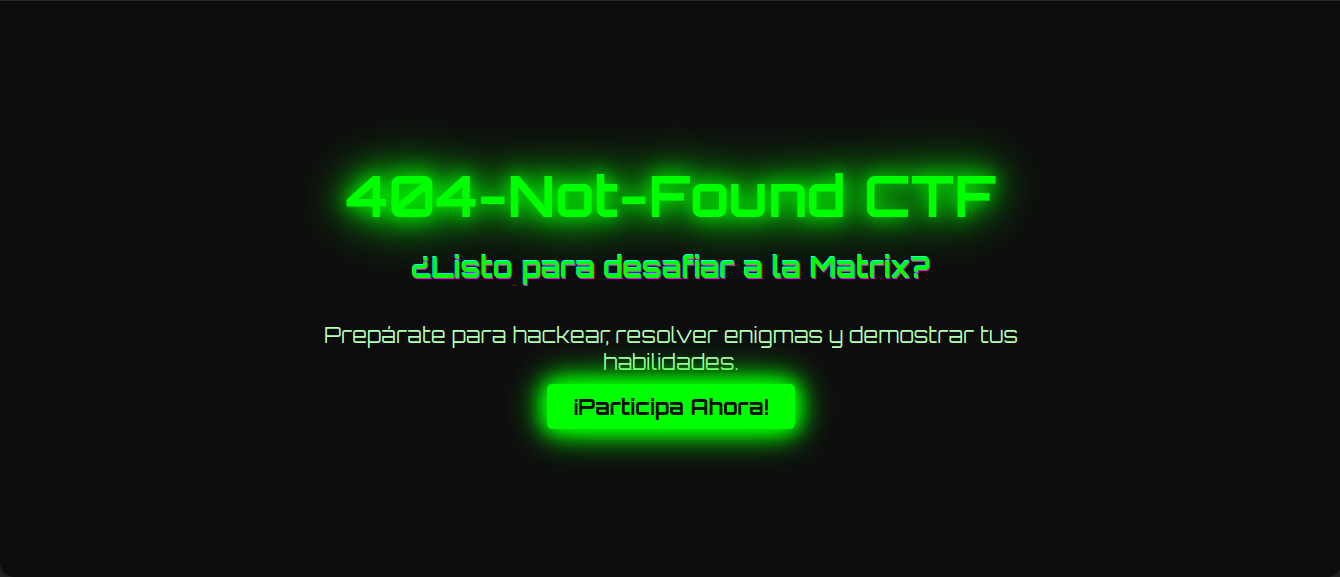 404-Not-Found CTF
¿Listo para desafiar a la Matrix?
Prepárate para hackear, resolver enigmas y demostrar tus
habilidades.
¡Participa Ahora!